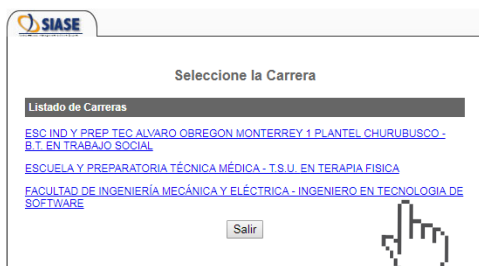 SIASE
Seleccione la Carrera
Listado de Carreras
ESC IND Y PREP TEC ALVARO OBREGON MONTERREY 1 PLANTEL CHURUBUSCO -
B.T. EN TRABAJO SOCIAL
ESCUELA Y PREPARATORIA TÉCNICA MÉDICA - T.S.U. EN TERAPIA FISICA
FACULTAD DE INGENIERÍA MECÁNICA Y ELÉCTRICA - INGENIERO EN TECNOLOGIA DE
SOFTWARE
Salir